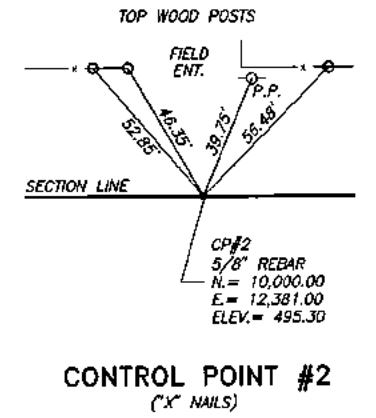 TOP WOOD POSTS
FIELD
ENT.
x
x
P.P.
52.85'
46.35'
39.75'
56.48'
SECTION LINE
CP#2
5/8" REBAR
N.= 10,000.00
E.= 12,381.00
ELEV.= 495.30
CONTROL POINT #2
("X" NAILS)